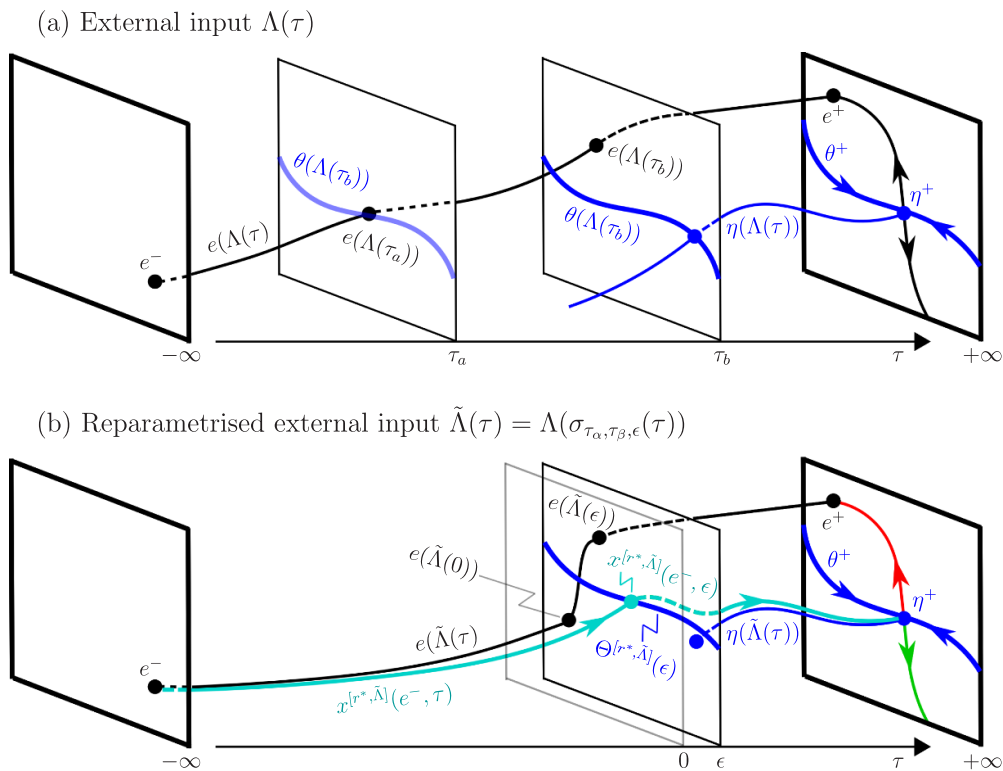 (a) External input Λ(τ)
θ(Λ(τ_b))
e(Λ(τ_b))
e⁺
θ⁺
η⁺
e(Λ(τ)
e(Λ(τ_a))
θ(Λ(τ_b))
η(Λ(τ))
e⁻
−∞
τ_a
τ_b
τ
+∞
(b) Reparametrised external input Λ̃(τ) = Λ(σ_{τ_α,τ_β,ϵ}(τ))
e(Λ̃(ϵ))
e⁺
e(Λ̃(0))
x^{[r*,Λ̃]}(e⁻, ϵ)
θ⁺
η⁺
e(Λ̃(τ)
η(Λ̃(τ))
e⁻
Θ^{[r*,Λ̃]}(ϵ)
x^{[r*,Λ̃]}(e⁻, τ)
−∞
0
ϵ
τ
+∞